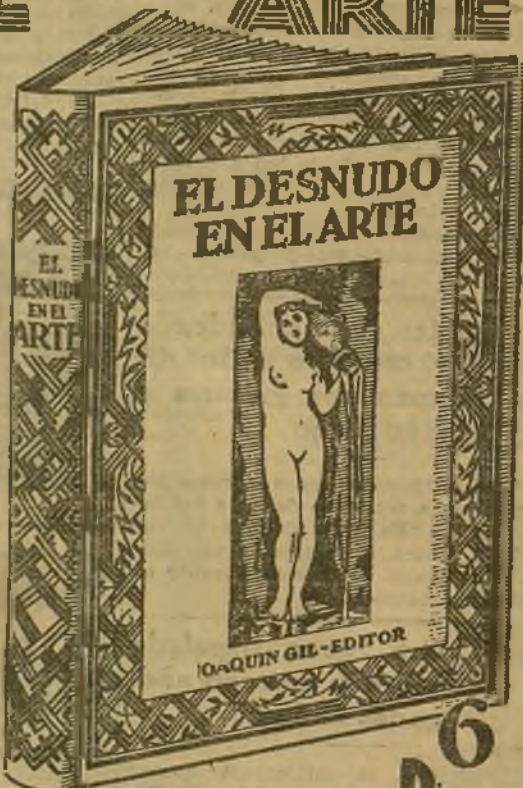 ARTE
EL DESNUDO
EN EL ARTE
EL
DESNUDO
EN EL
ARTE
JOAQUIN GIL-EDITOR
6